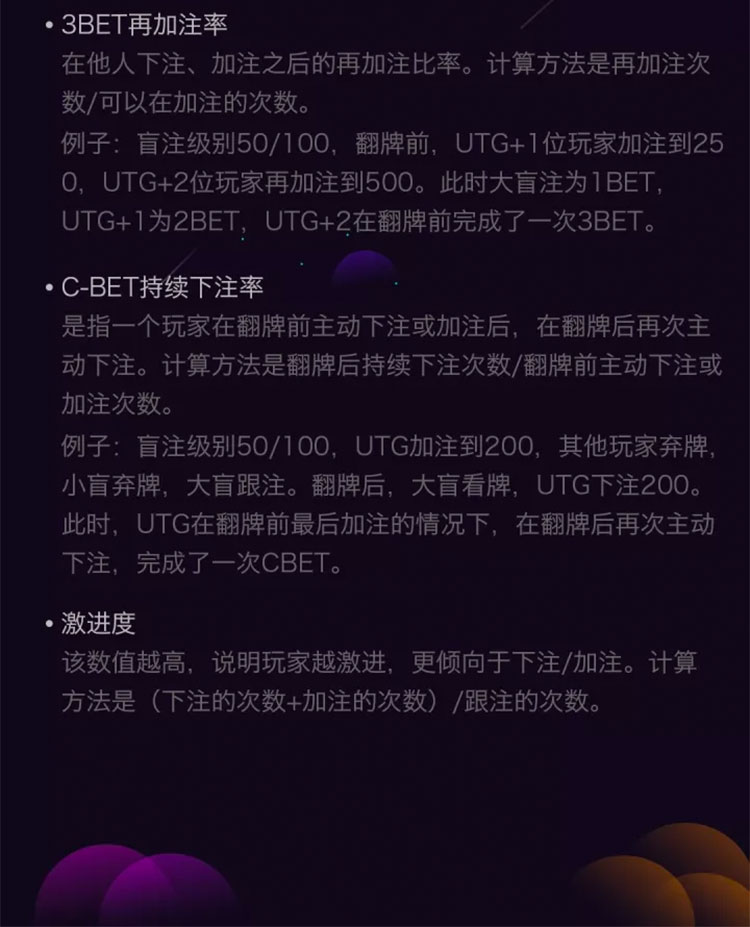 • 3BET再加注率
在他人下注、加注之后的再加注比率。计算方法是再加注次
数/可以在加注的次数。
例子：盲注级别50/100，翻牌前，UTG+1位玩家加注到25
0，UTG+2位玩家再加注到500。此时大盲注为1BET，
UTG+1为2BET，UTG+2在翻牌前完成了一次3BET。
• C-BET持续下注率
是指一个玩家在翻牌前主动下注或加注后，在翻牌后再次主
动下注。计算方法是翻牌后持续下注次数/翻牌前主动下注或
加注次数。
例子：盲注级别50/100，UTG加注到200，其他玩家弃牌，
小盲弃牌，大盲跟注。翻牌后，大盲看牌，UTG下注200。
此时，UTG在翻牌前最后加注的情况下，在翻牌后再次主动
下注，完成了一次CBET。
• 激进度
该数值越高，说明玩家越激进，更倾向于下注/加注。计算
方法是（下注的次数+加注的次数）/跟注的次数。